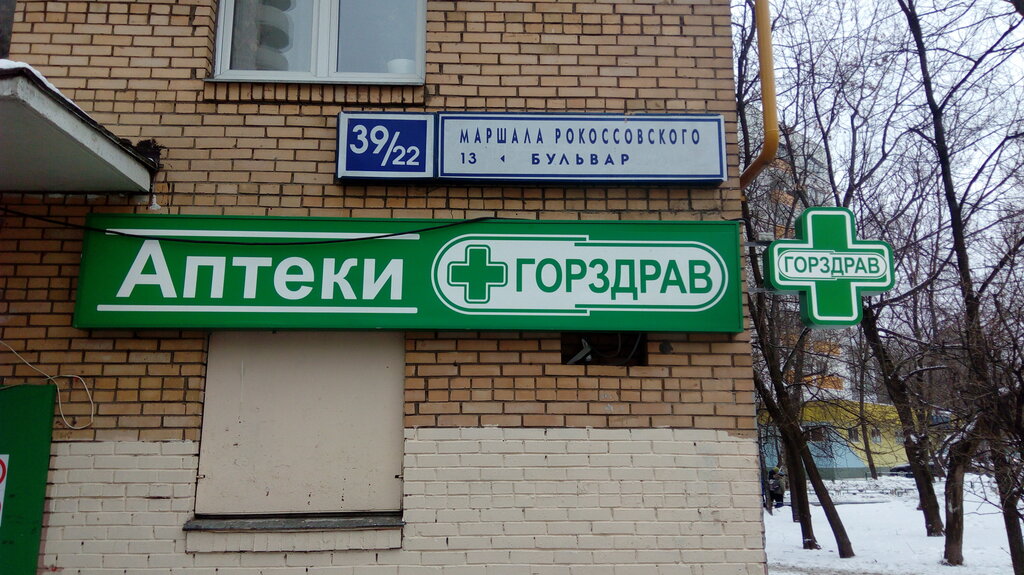 39/22
МАРШАЛА РОКОССОВСКОГО
13 БУЛЬВАР
Аптеки ГОРЗДРАВ
ГОРЗДРАВ